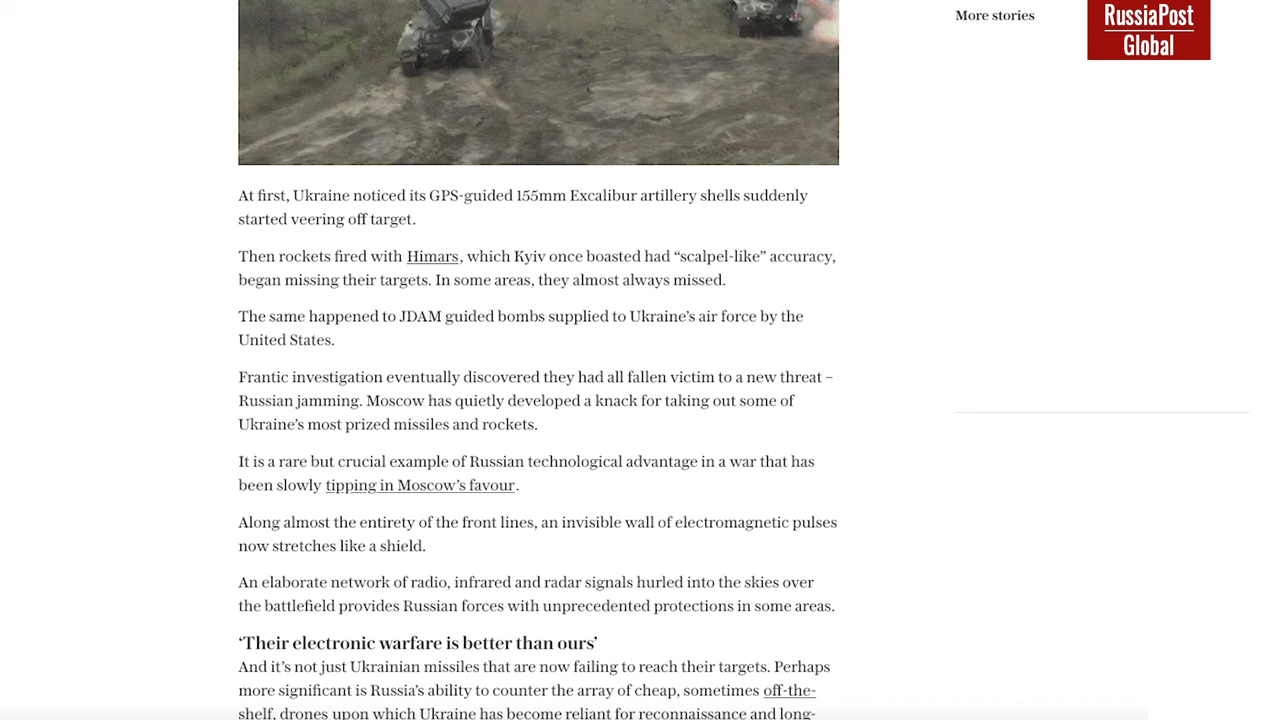 More stories
RussiaPost
Global
At first, Ukraine noticed its GPS-guided 155mm Excalibur artillery shells suddenly
started veering off target.
Then rockets fired with Himars, which Kyiv once boasted had “scalpel-like” accuracy,
began missing their targets. In some areas, they almost always missed.
The same happened to JDAM guided bombs supplied to Ukraine’s air force by the
United States.
Frantic investigation eventually discovered they had all fallen victim to a new threat –
Russian jamming. Moscow has quietly developed a knack for taking out some of
Ukraine’s most prized missiles and rockets.
It is a rare but crucial example of Russian technological advantage in a war that has
been slowly tipping in Moscow’s favour.
Along almost the entirety of the front lines, an invisible wall of electromagnetic pulses
now stretches like a shield.
An elaborate network of radio, infrared and radar signals hurled into the skies over
the battlefield provides Russian forces with unprecedented protections in some areas.
‘Their electronic warfare is better than ours’
And it’s not just Ukrainian missiles that are now failing to reach their targets. Perhaps
more significant is Russia’s ability to counter the array of cheap, sometimes off-the-
shelf, drones upon which Ukraine has become reliant for reconnaissance and long-